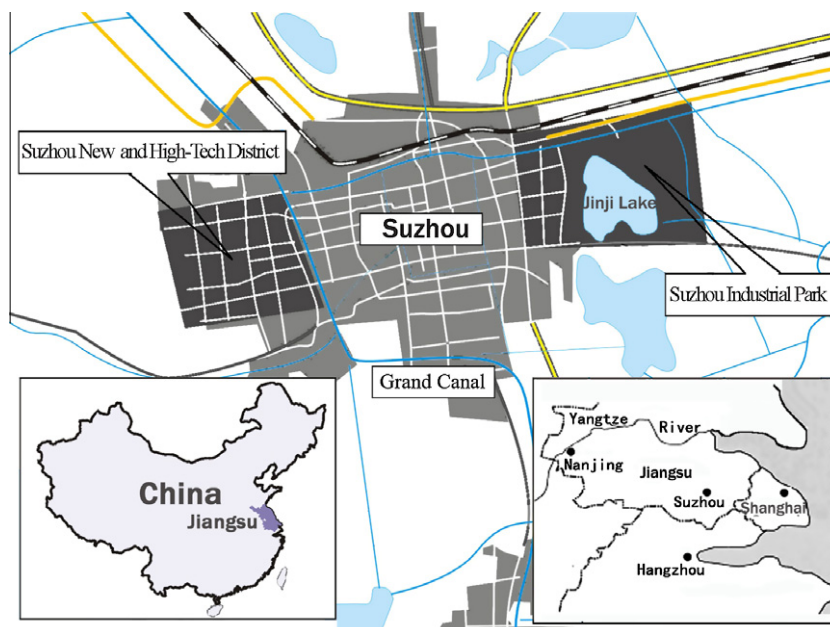 Suzhou New and High-Tech District
Jinji Lake
Suzhou
Suzhou Industrial Park
Grand Canal
China
Jiangsu
Yangtze
River
Nanjing
Jiangsu
Suzhou
Shanghai
Hangzhou